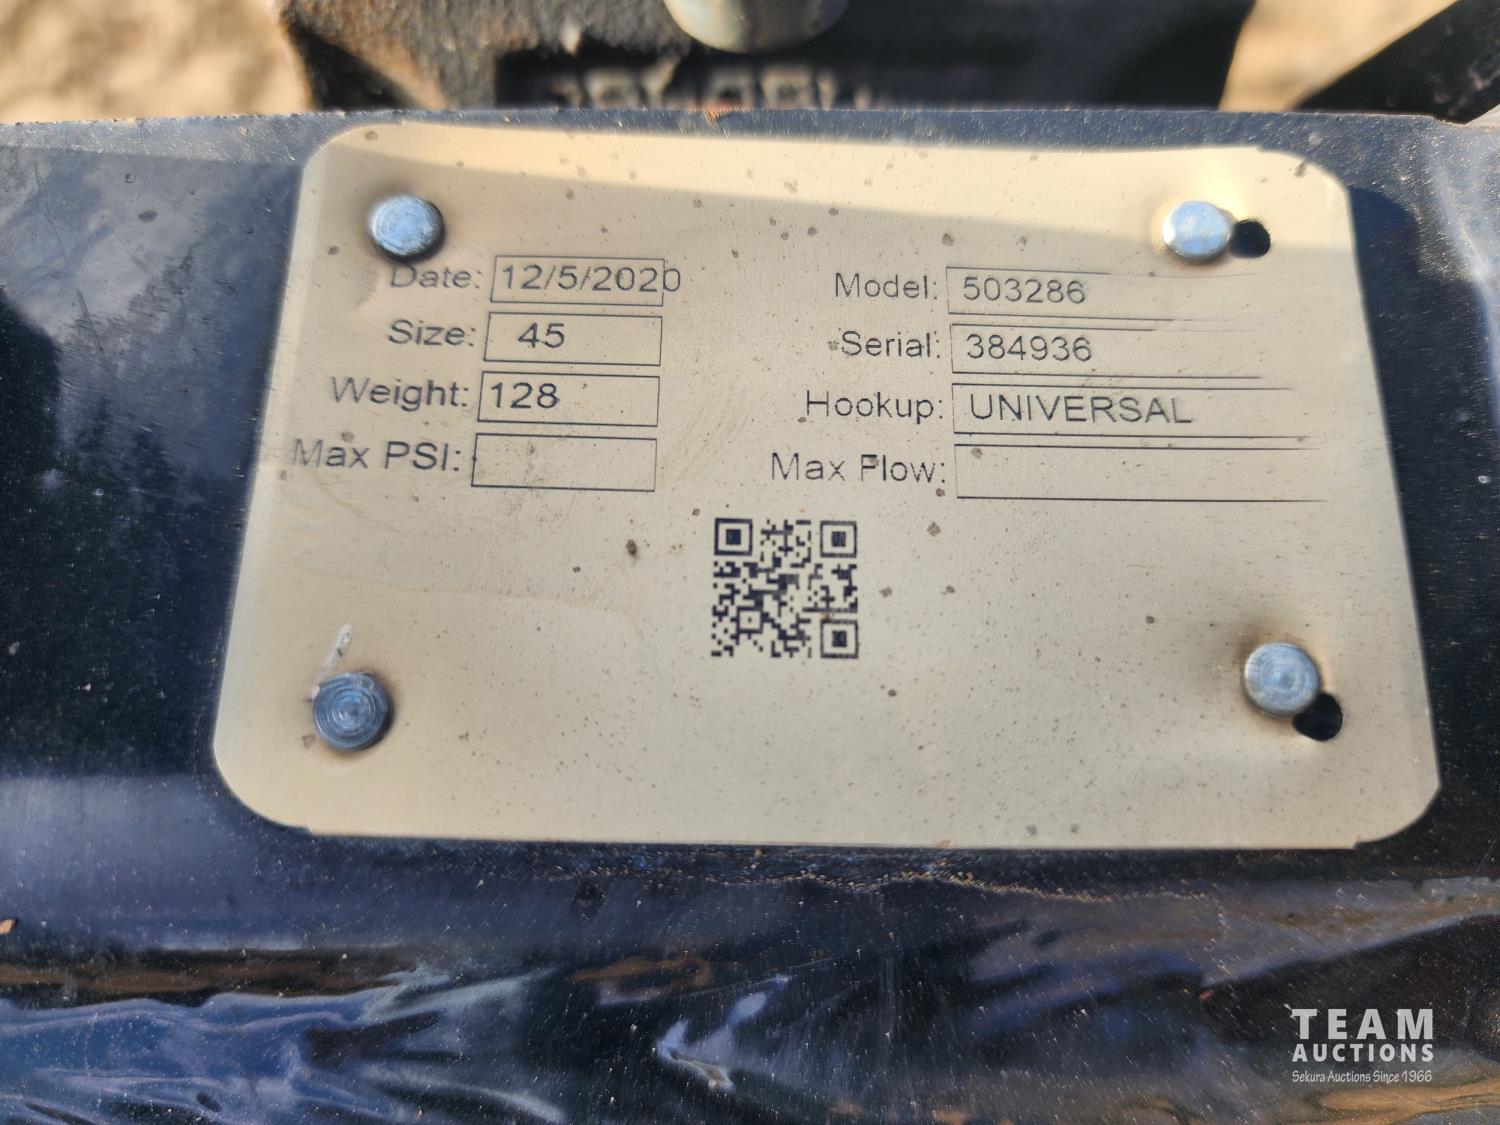 Date: 12/5/2020
Size: 45
Weight: 128
Max PSI:
Model: 503286
Serial: 384936
Hookup: UNIVERSAL
Max Flow:
TEAM
AUCTIONS
Sekura Auctions Since 1966